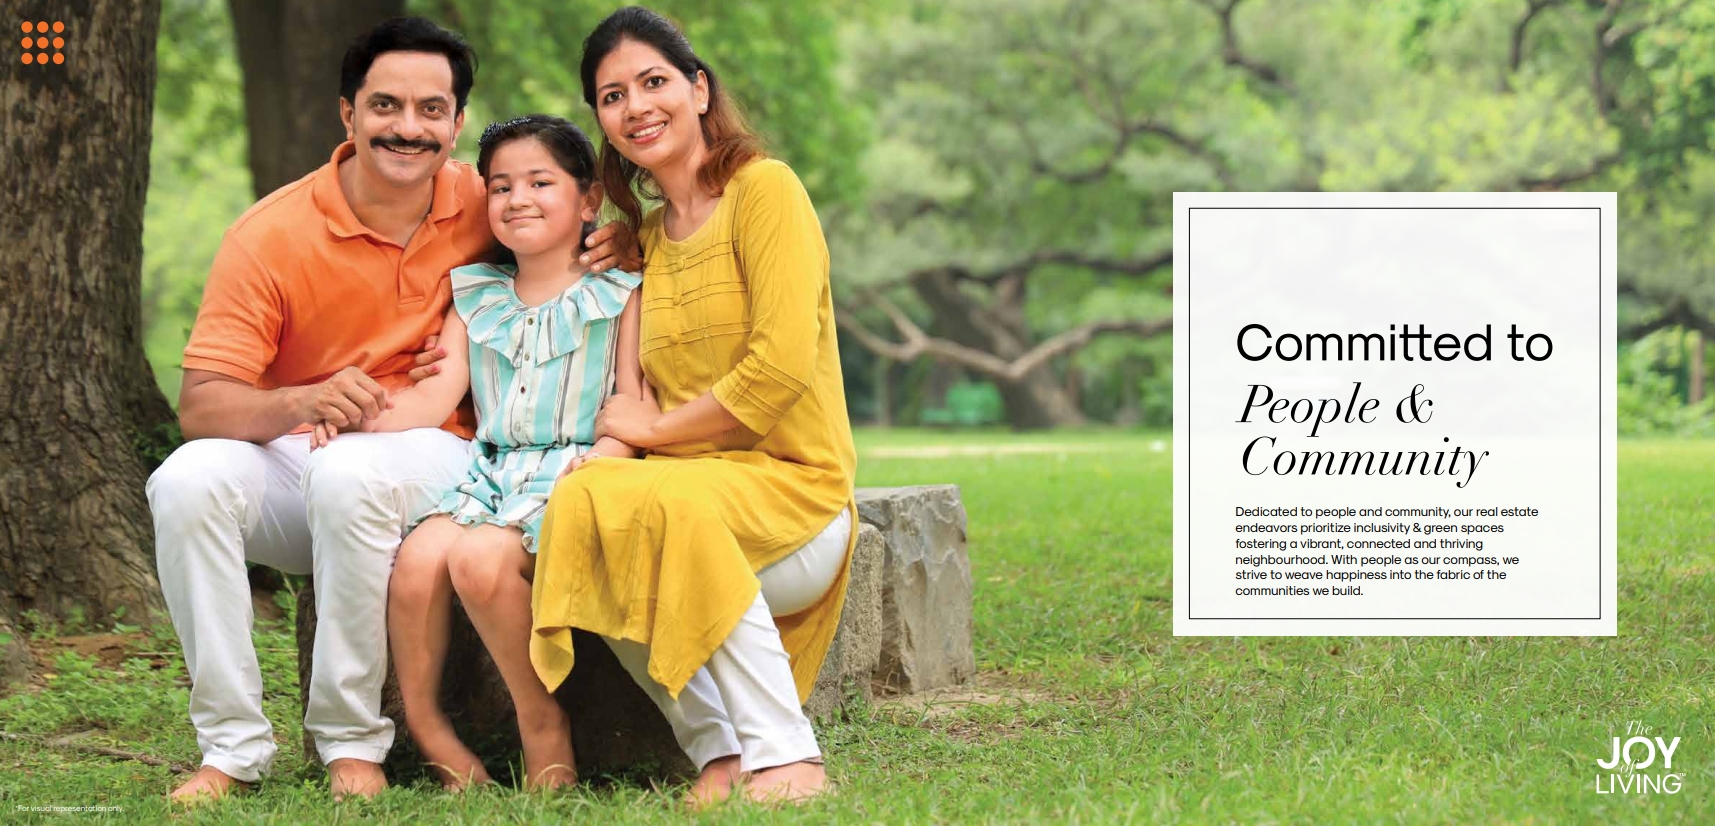 Committed to
People &
Community
Dedicated to people and community, our real estate
endeavors prioritize inclusivity & green spaces
fostering a vibrant, connected and thriving
neighbourhood. With people as our compass, we
strive to weave happiness into the fabric of the
communities we build.
The
JOY
of
LIVING™
*For visual representation only.